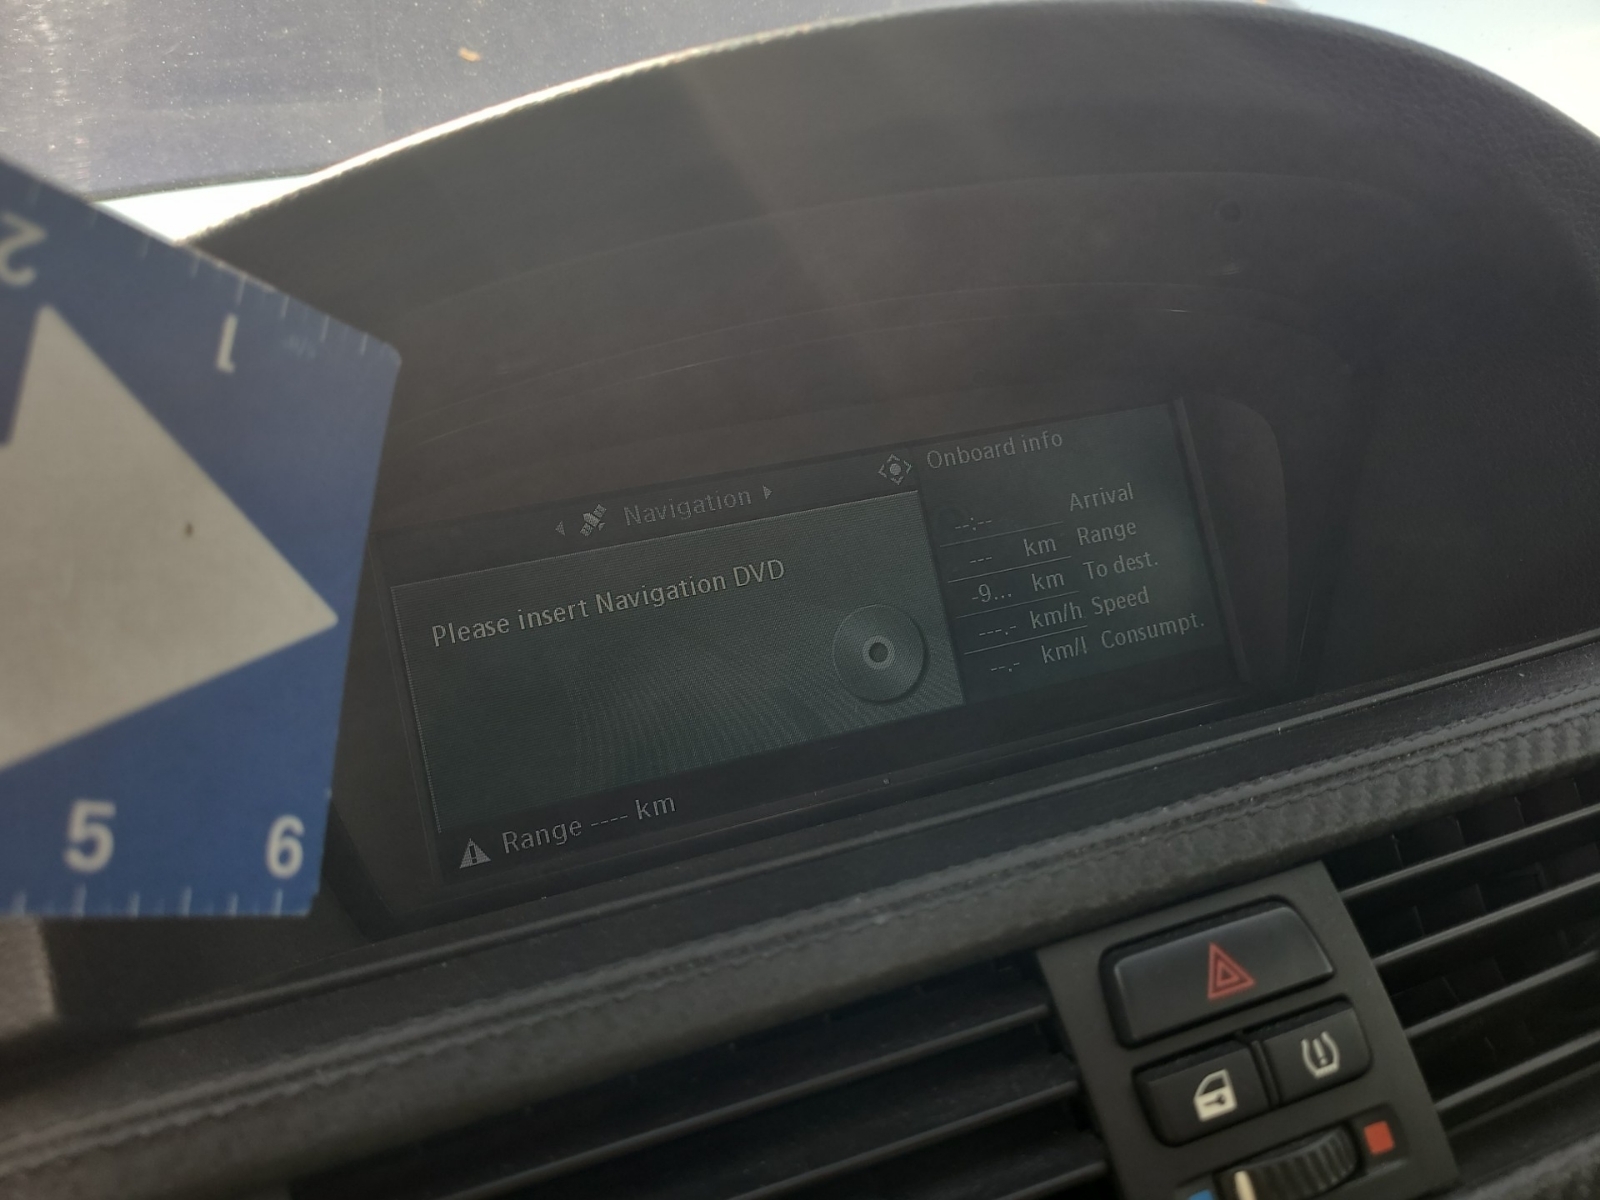 2
1
5
6
Navigation
Please insert Navigation DVD
Range ---- km
Onboard info
--:-- Arrival
--- km Range
-9... km To dest.
---.- km/h Speed
--.- km/l Consumpt.